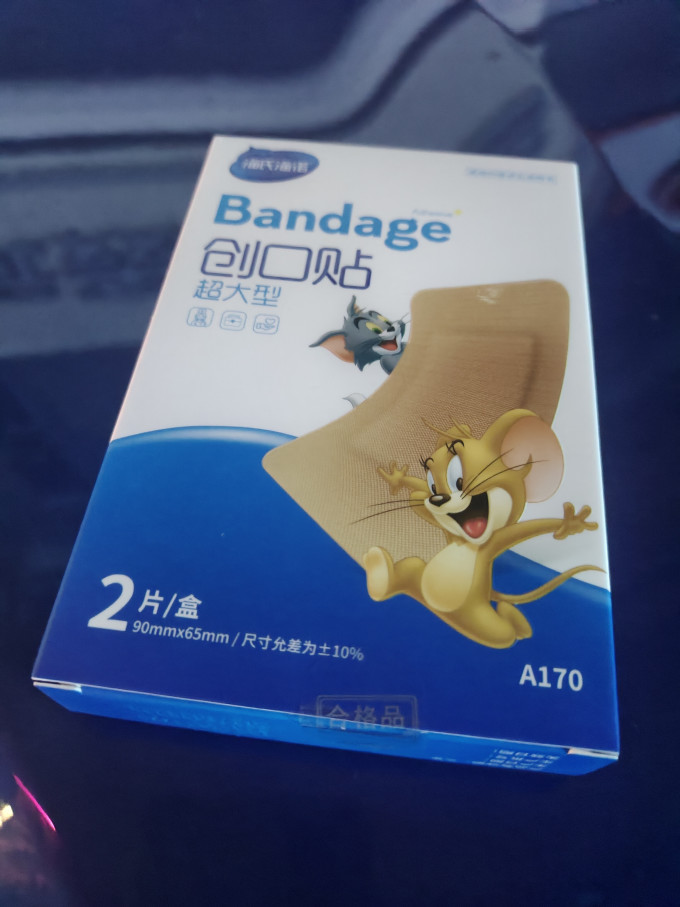 海氏海诺
Bandage
创口贴
超大型
2片/盒
90mmx65mm / 尺寸允差为±10%
A170
合格品